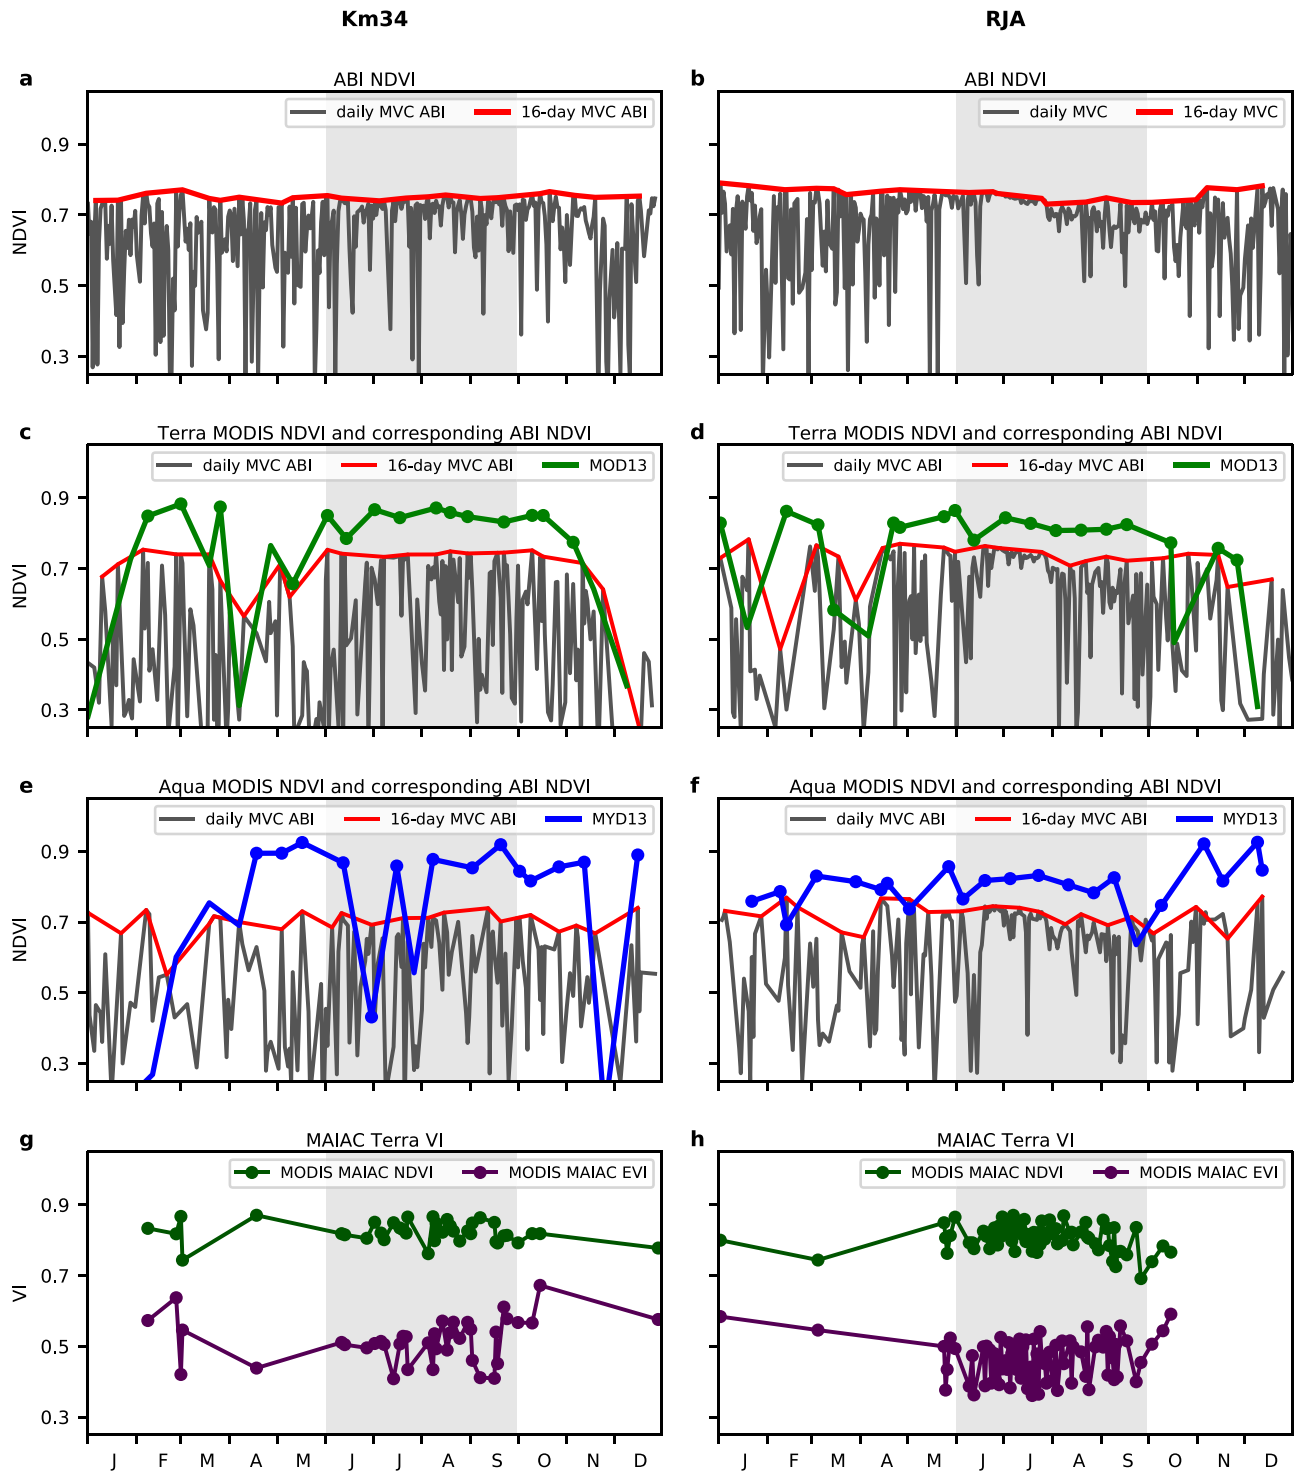 Km34 RJA
a ABI NDVI
daily MVC ABI 16-day MVC ABI
0.9
0.7
0.5
0.3
NDVI
b ABI NDVI
daily MVC 16-day MVC
c Terra MODIS NDVI and corresponding ABI NDVI
daily MVC ABI 16-day MVC ABI MOD13
0.9
0.7
0.5
0.3
NDVI
d Terra MODIS NDVI and corresponding ABI NDVI
daily MVC ABI 16-day MVC ABI MOD13
e Aqua MODIS NDVI and corresponding ABI NDVI
daily MVC ABI 16-day MVC ABI MYD13
0.9
0.7
0.5
0.3
NDVI
f Aqua MODIS NDVI and corresponding ABI NDVI
daily MVC ABI 16-day MVC ABI MYD13
g MAIAC Terra VI
MODIS MAIAC NDVI MODIS MAIAC EVI
0.9
0.7
0.5
0.3
VI
J F M A M J J A S O N D
h MAIAC Terra VI
MODIS MAIAC NDVI MODIS MAIAC EVI
J F M A M J J A S O N D